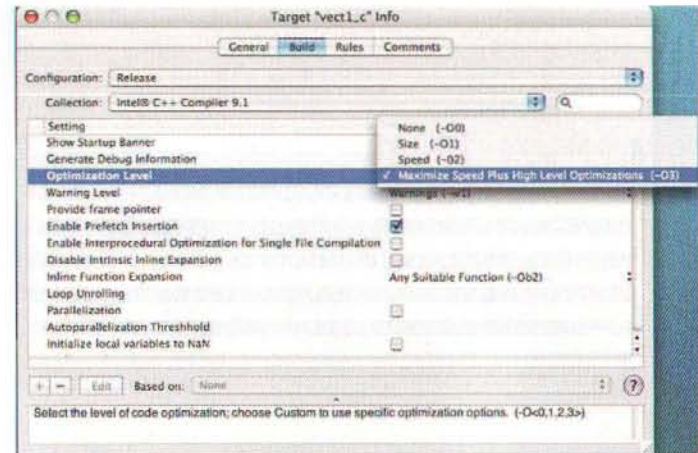 Target "vect1_c" Info
General Build Rules Comments
Configuration: Release
Collection: Intel® C++ Compiler 9.1
Setting
Show Startup Banner
Generate Debug Information
Optimization Level
Warning Level
Provide frame pointer
Enable Prefetch Insertion
Enable Interprocedural Optimization for Single File Compilation
Disable Intrinsic Inline Expansion
Inline Function Expansion
Loop Unrolling
Parallelization
Autoparallelization Threshhold
Initialize local variables to NaN
None (-O0)
Size (-O1)
Speed (-O2)
✓ Maximize Speed Plus High Level Optimizations (-O3)
Warnings (-w1)
Any Suitable Function (-Ob2)
+ − Edit Based on: None ?
Select the level of code optimization; choose Custom to use specific optimization options. (-O<0,1,2,3>)